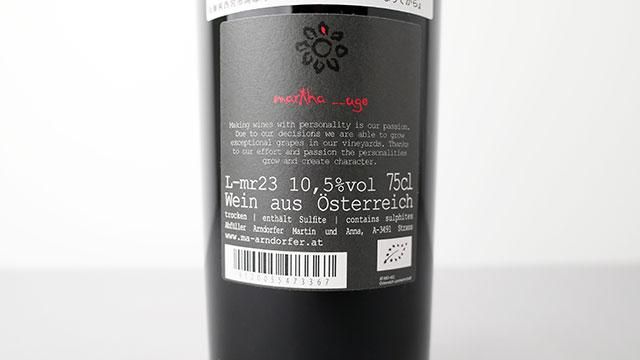 martha __uge
Making wines with personality is our passion.
Due to our decisions we are able to grow
exceptional grapes in our vineyards. Thanks
to our effort and passion the personalities
grow and create character.
L-mr23 10,5%vol 75cl
Wein aus Österreich
trocken | enthält Sulfite | contains sulphites
Abfüller Arndorfer Martin und Anna, A-3491 Strass
www.ma-arndorfer.at